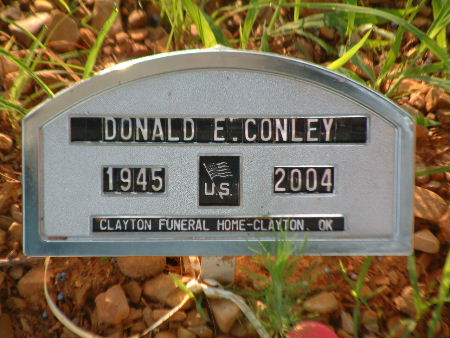 DONALD E. CONLEY
1945 U.S. 2004
CLAYTON FUNERAL HOME-CLAYTON, OK